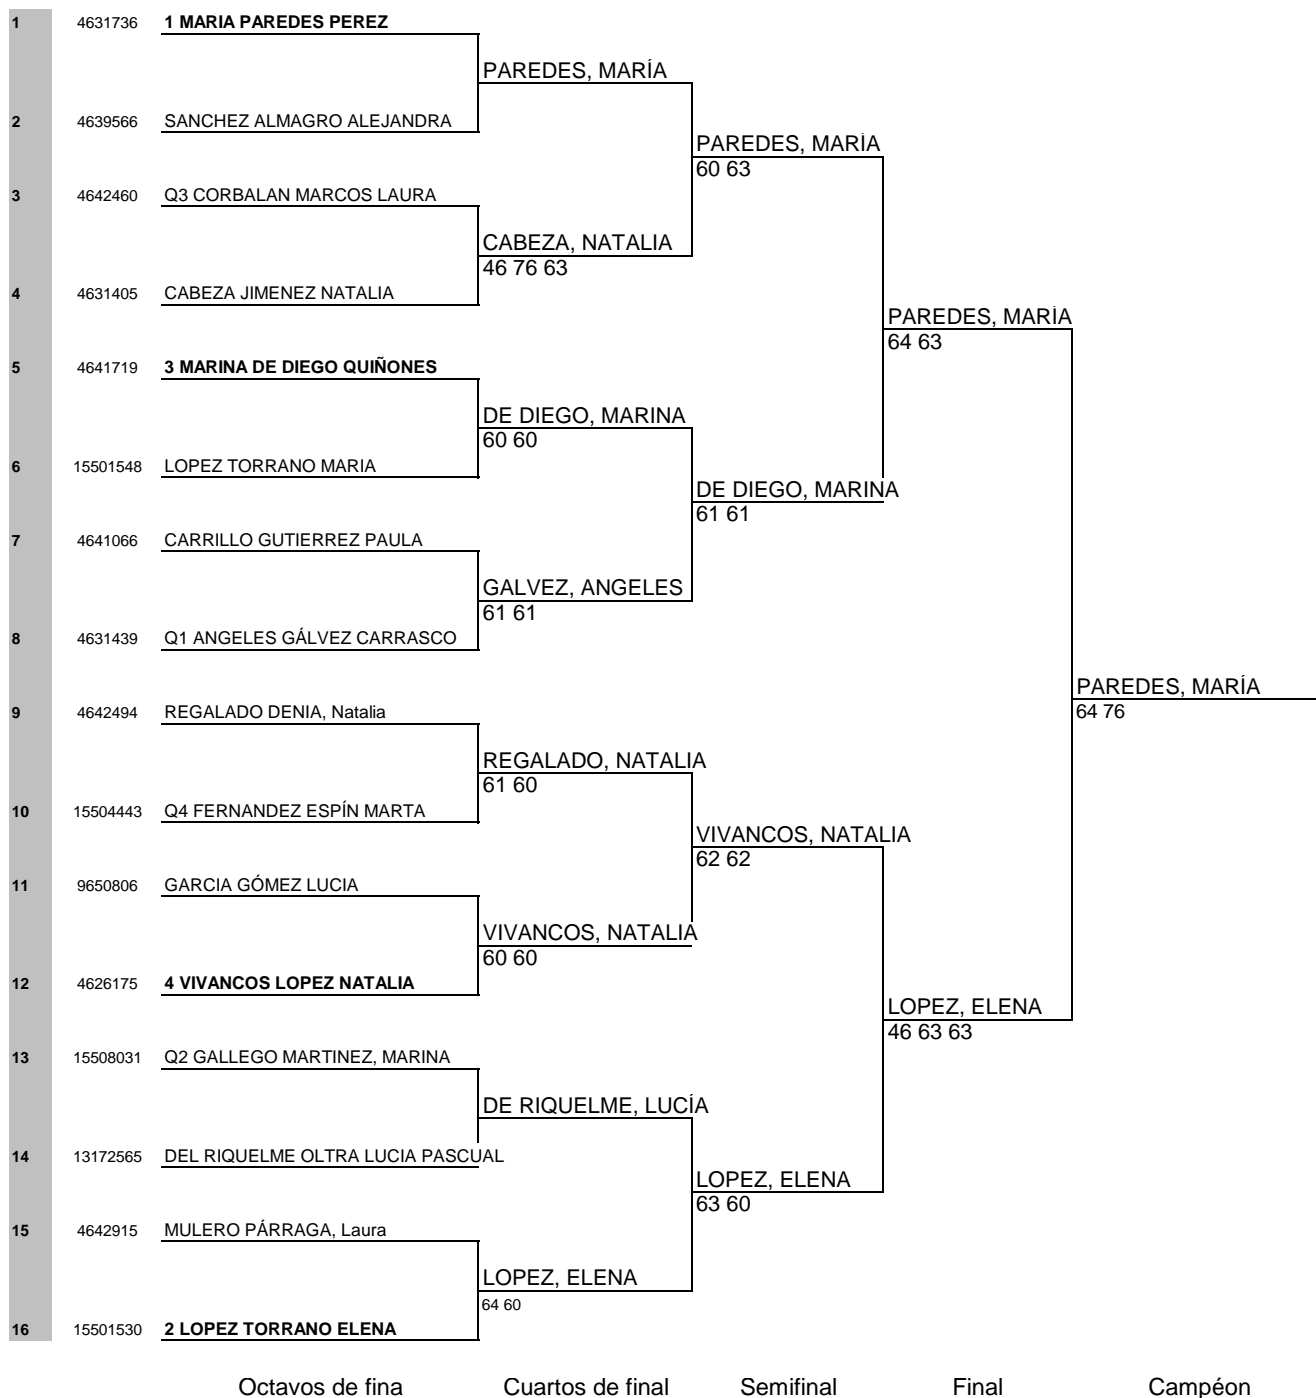 1 4631736 1 MARIA PAREDES PEREZ
PAREDES, MARÍA
2 4639566 SANCHEZ ALMAGRO ALEJANDRA
PAREDES, MARÍA
60 63
3 4642460 Q3 CORBALAN MARCOS LAURA
CABEZA, NATALIA
46 76 63
4 4631405 CABEZA JIMENEZ NATALIA
PAREDES, MARÍA
64 63
5 4641719 3 MARINA DE DIEGO QUIÑONES
DE DIEGO, MARINA
60 60
6 15501548 LOPEZ TORRANO MARIA
DE DIEGO, MARINA
61 61
7 4641066 CARRILLO GUTIERREZ PAULA
GALVEZ, ANGELES
61 61
8 4631439 Q1 ANGELES GÁLVEZ CARRASCO
PAREDES, MARÍA
64 76
9 4642494 REGALADO DENIA, Natalia
REGALADO, NATALIA
61 60
10 15504443 Q4 FERNANDEZ ESPÍN MARTA
VIVANCOS, NATALIA
62 62
11 9650806 GARCIA GÓMEZ LUCIA
VIVANCOS, NATALIA
60 60
12 4626175 4 VIVANCOS LOPEZ NATALIA
LOPEZ, ELENA
46 63 63
13 15508031 Q2 GALLEGO MARTINEZ, MARINA
DE RIQUELME, LUCÍA
14 13172565 DEL RIQUELME OLTRA LUCIA PASCUAL
LOPEZ, ELENA
63 60
15 4642915 MULERO PÁRRAGA, Laura
LOPEZ, ELENA
64 60
16 15501530 2 LOPEZ TORRANO ELENA
Octavos de fina Cuartos de final Semifinal Final Campéon